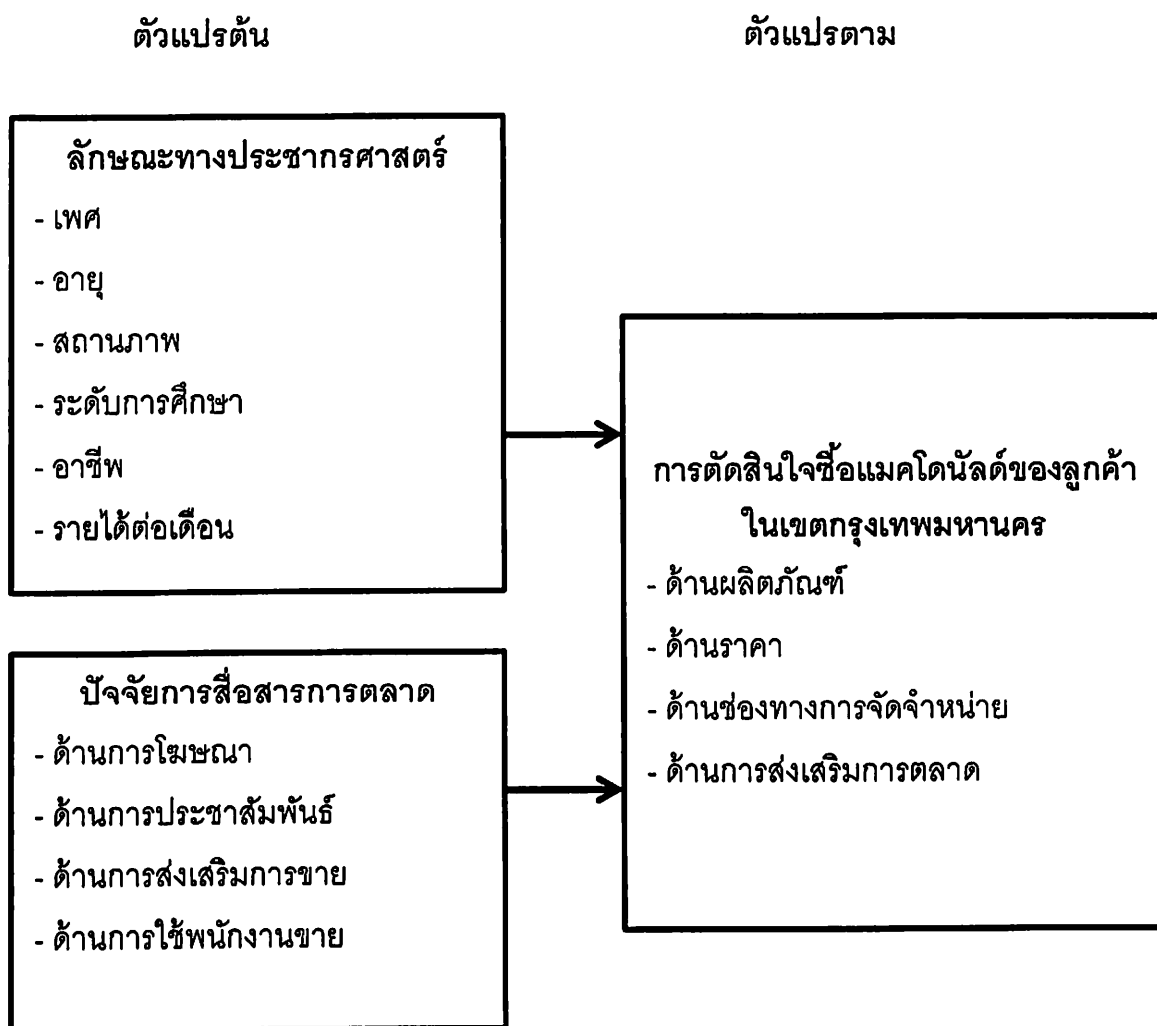 ตัวแปรต้น
ตัวแปรตาม
ลักษณะทางประชากรศาสตร์
- เพศ
- อายุ
- สถานภาพ
- ระดับการศึกษา
- อาชีพ
- รายได้ต่อเดือน
ปัจจัยการสื่อสารการตลาด
- ด้านการโฆษณา
- ด้านการประชาสัมพันธ์
- ด้านการส่งเสริมการขาย
- ด้านการใช้พนักงานขาย
การตัดสินใจซื้อแมคโดนัลด์ของลูกค้า
ในเขตกรุงเทพมหานคร
- ด้านผลิตภัณฑ์
- ด้านราคา
- ด้านช่องทางการจัดจำหน่าย
- ด้านการส่งเสริมการตลาด